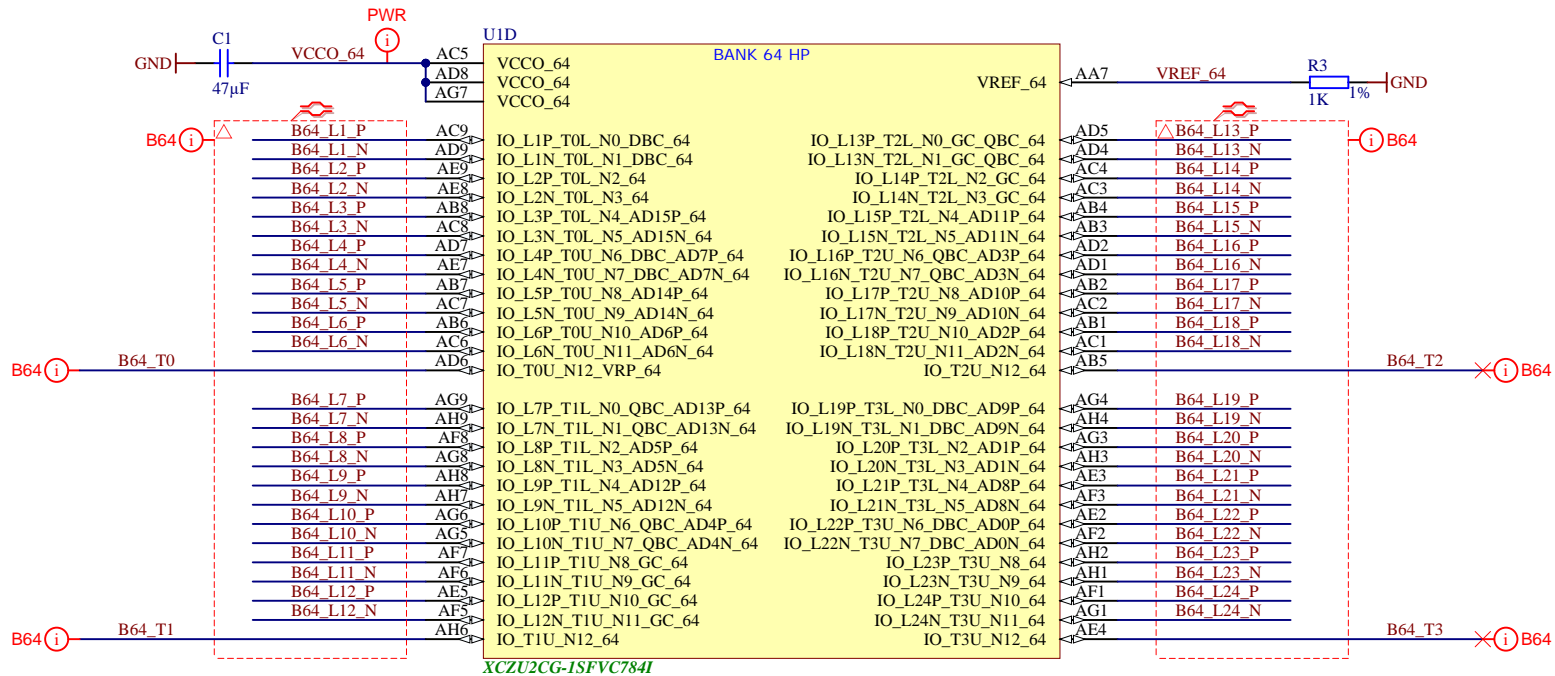 PWR
C1
U1D
GND
VCCO_64
47µF
AC5
AD8
AG7
VCCO_64
VCCO_64
VCCO_64
BANK 64 HP
VREF_64
AA7
VREF_64
R3
1K
1%
GND
B64 i
i B64
B64_L1_P AC9 IO_L1P_T0L_N0_DBC_64 IO_L13P_T2L_N0_GC_QBC_64 AD5 B64_L13_P
B64_L1_N AD9 IO_L1N_T0L_N1_DBC_64 IO_L13N_T2L_N1_GC_QBC_64 AD4 B64_L13_N
B64_L2_P AE9 IO_L2P_T0L_N2_64 IO_L14P_T2L_N2_GC_64 AC4 B64_L14_P
B64_L2_N AE8 IO_L2N_T0L_N3_64 IO_L14N_T2L_N3_GC_64 AC3 B64_L14_N
B64_L3_P AB8 IO_L3P_T0L_N4_AD15P_64 IO_L15P_T2L_N4_AD11P_64 AB4 B64_L15_P
B64_L3_N AC8 IO_L3N_T0L_N5_AD15N_64 IO_L15N_T2L_N5_AD11N_64 AB3 B64_L15_N
B64_L4_P AD7 IO_L4P_T0U_N6_DBC_AD7P_64 IO_L16P_T2U_N6_QBC_AD3P_64 AD2 B64_L16_P
B64_L4_N AE7 IO_L4N_T0U_N7_DBC_AD7N_64 IO_L16N_T2U_N7_QBC_AD3N_64 AD1 B64_L16_N
B64_L5_P AB7 IO_L5P_T0U_N8_AD14P_64 IO_L17P_T2U_N8_AD10P_64 AB2 B64_L17_P
B64_L5_N AC7 IO_L5N_T0U_N9_AD14N_64 IO_L17N_T2U_N9_AD10N_64 AC2 B64_L17_N
B64_L6_P AB6 IO_L6P_T0U_N10_AD6P_64 IO_L18P_T2U_N10_AD2P_64 AB1 B64_L18_P
B64_L6_N AC6 IO_L6N_T0U_N11_AD6N_64 IO_L18N_T2U_N11_AD2N_64 AC1 B64_L18_N
B64 i B64_T0 AD6 IO_T0U_N12_VRP_64 IO_T2U_N12_64 AB5 B64_T2 i B64
B64_L7_P AG9 IO_L7P_T1L_N0_QBC_AD13P_64 IO_L19P_T3L_N0_DBC_AD9P_64 AG4 B64_L19_P
B64_L7_N AH9 IO_L7N_T1L_N1_QBC_AD13N_64 IO_L19N_T3L_N1_DBC_AD9N_64 AH4 B64_L19_N
B64_L8_P AF8 IO_L8P_T1L_N2_AD5P_64 IO_L20P_T3L_N2_AD1P_64 AG3 B64_L20_P
B64_L8_N AG8 IO_L8N_T1L_N3_AD5N_64 IO_L20N_T3L_N3_AD1N_64 AH3 B64_L20_N
B64_L9_P AH8 IO_L9P_T1L_N4_AD12P_64 IO_L21P_T3L_N4_AD8P_64 AE3 B64_L21_P
B64_L9_N AH7 IO_L9N_T1L_N5_AD12N_64 IO_L21N_T3L_N5_AD8N_64 AF3 B64_L21_N
B64_L10_P AG6 IO_L10P_T1U_N6_QBC_AD4P_64 IO_L22P_T3U_N6_DBC_AD0P_64 AE2 B64_L22_P
B64_L10_N AG5 IO_L10N_T1U_N7_QBC_AD4N_64 IO_L22N_T3U_N7_DBC_AD0N_64 AF2 B64_L22_N
B64_L11_P AF7 IO_L11P_T1U_N8_GC_64 IO_L23P_T3U_N8_64 AH2 B64_L23_P
B64_L11_N AF6 IO_L11N_T1U_N9_GC_64 IO_L23N_T3U_N9_64 AH1 B64_L23_N
B64_L12_P AE5 IO_L12P_T1U_N10_GC_64 IO_L24P_T3U_N10_64 AF1 B64_L24_P
B64_L12_N AF5 IO_L12N_T1U_N11_GC_64 IO_L24N_T3U_N11_64 AG1 B64_L24_N
B64 i B64_T1 AH6 IO_T1U_N12_64 IO_T3U_N12_64 AE4 B64_T3 i B64
XCZU2CG-1SFVC784I